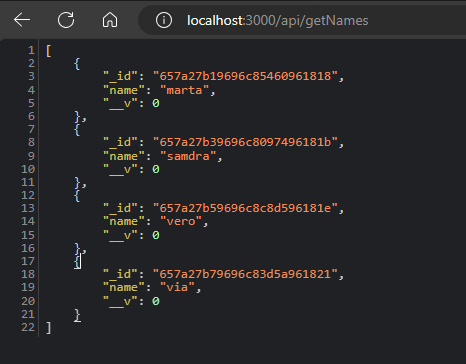 localhost:3000/api/getNames
1 [
2     {
3         "_id": "657a27b19696c85460961818",
4         "name": "marta",
5         "__v": 0
6     },
7     {
8         "_id": "657a27b39696c8097496181b",
9         "name": "samdra",
10         "__v": 0
11     },
12     {
13         "_id": "657a27b59696c8c8d596181e",
14         "name": "vero",
15         "__v": 0
16     },
17     {
18         "_id": "657a27b79696c83d5a961821",
19         "name": "via",
20         "__v": 0
21     }
22 ]